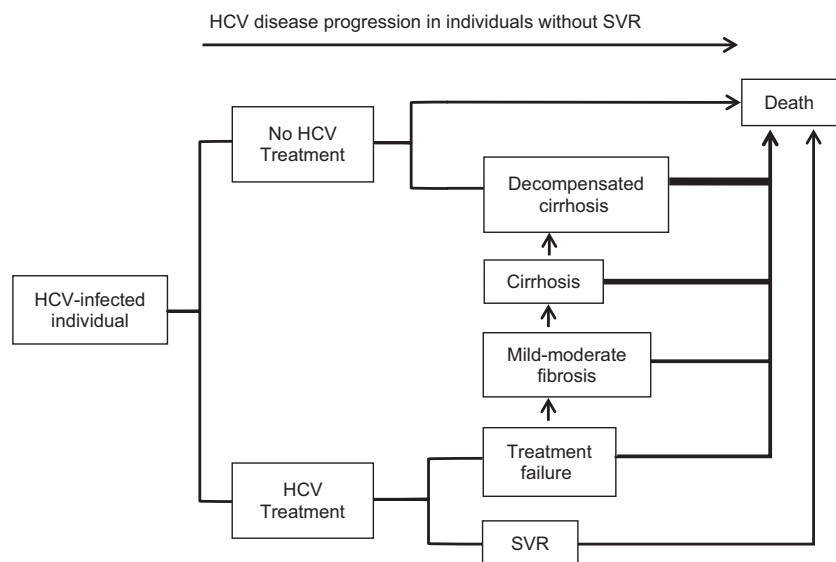 HCV disease progression in individuals without SVR
Death
No HCV
Treatment
Decompensated
cirrhosis
Cirrhosis
HCV-infected
individual
Mild-moderate
fibrosis
Treatment
failure
HCV
Treatment
SVR